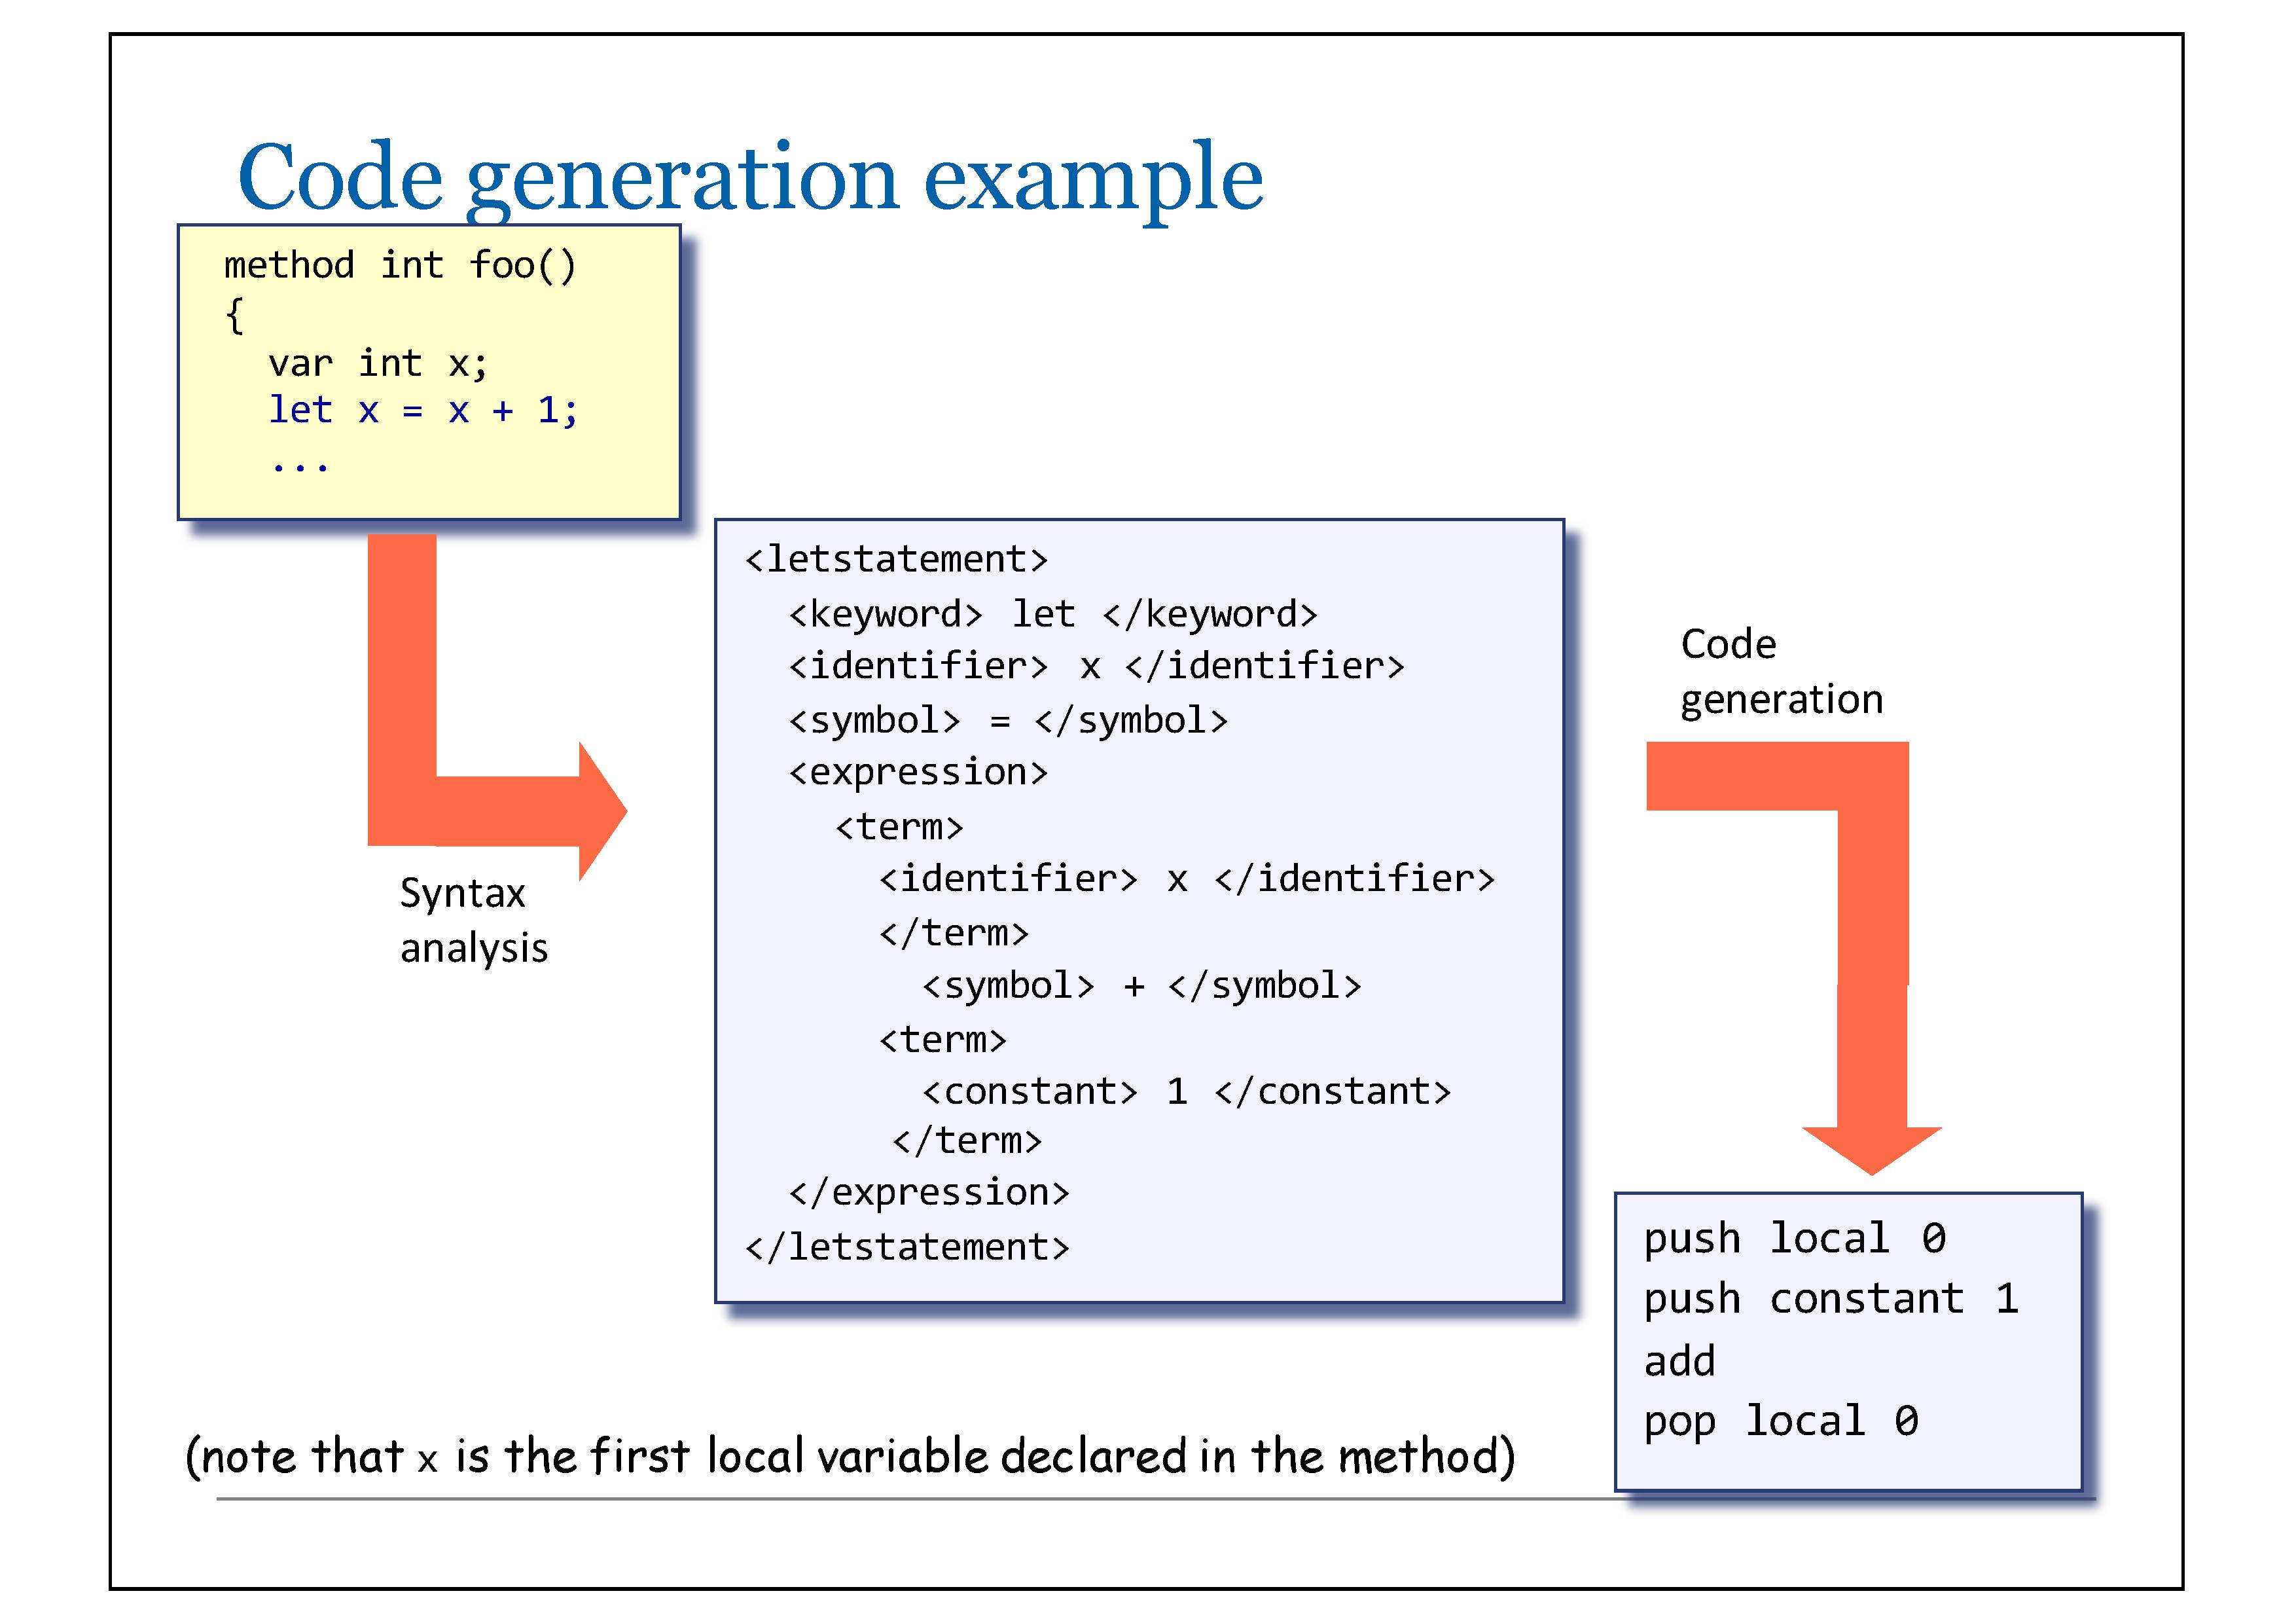 Code generation example
method int foo()
{
  var int x;
  let x = x + 1;
  ...
Syntax
analysis
<letstatement>
  <keyword> let </keyword>
  <identifier> x </identifier>
  <symbol> = </symbol>
  <expression>
    <term>
      <identifier> x </identifier>
      </term>
        <symbol> + </symbol>
      <term>
        <constant> 1 </constant>
      </term>
  </expression>
</letstatement>
Code
generation
push local 0
push constant 1
add
pop local 0
(note that x is the first local variable declared in the method)